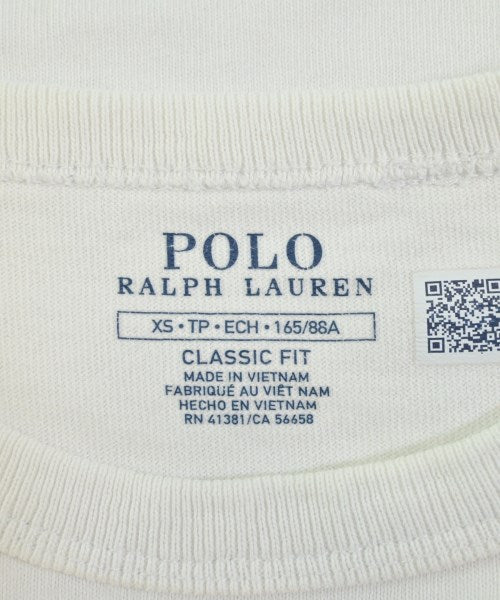 POLO
RALPH LAUREN
XS • TP • ECH • 165/88A
CLASSIC FIT
MADE IN VIETNAM
FABRIQUÉ AU VIÊT NAM
HECHO EN VIETNAM
RN 41381/CA 56658